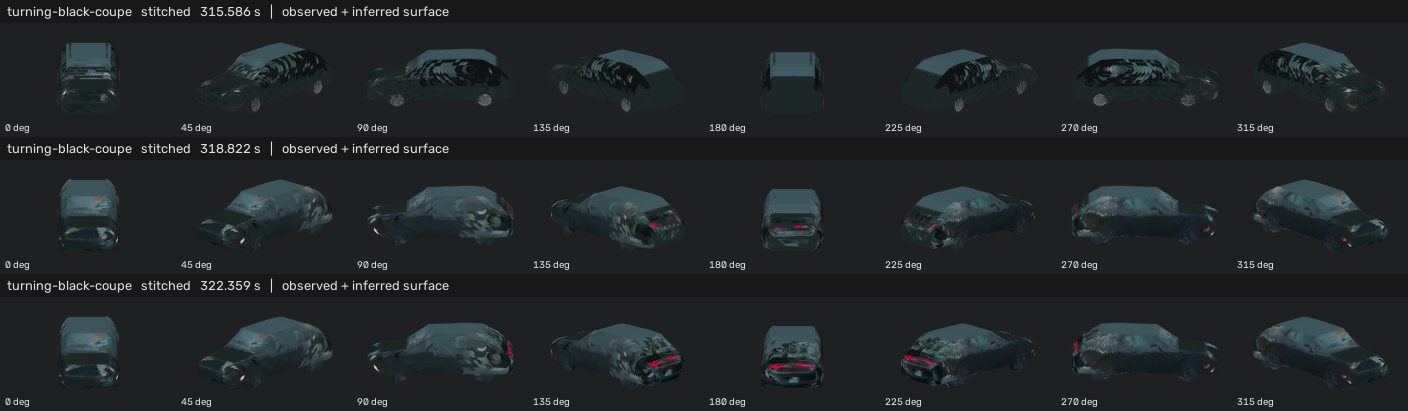 turning-black-coupe stitched 315.586 s | observed + inferred surface
0 deg 45 deg 90 deg 135 deg 180 deg 225 deg 270 deg 315 deg
turning-black-coupe stitched 318.822 s | observed + inferred surface
0 deg 45 deg 90 deg 135 deg 180 deg 225 deg 270 deg 315 deg
turning-black-coupe stitched 322.359 s | observed + inferred surface
0 deg 45 deg 90 deg 135 deg 180 deg 225 deg 270 deg 315 deg